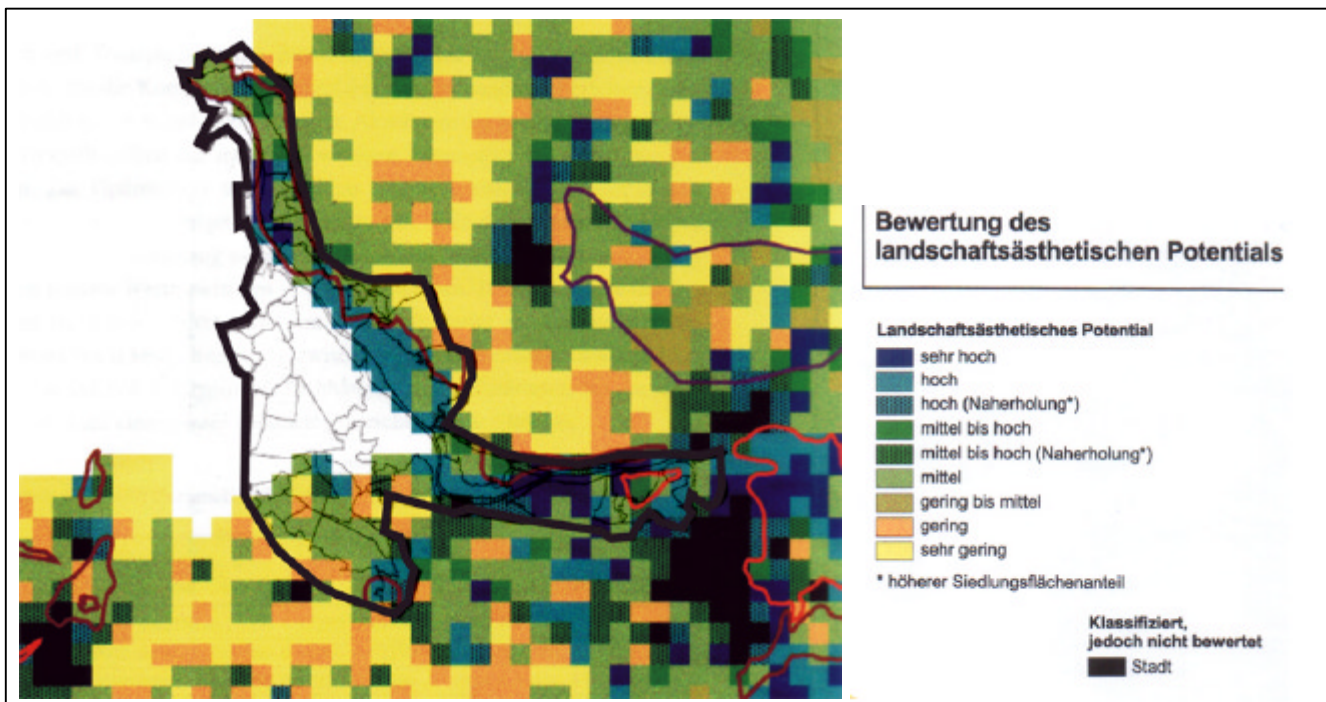 Bewertung des
landschaftsästhetischen Potentials
Landschaftsästhetisches Potential
sehr hoch
hoch
hoch (Naherholung*)
mittel bis hoch
mittel bis hoch (Naherholung*)
mittel
gering bis mittel
gering
sehr gering
* höherer Siedlungsflächenanteil
Klassifiziert,
jedoch nicht bewertet
Stadt